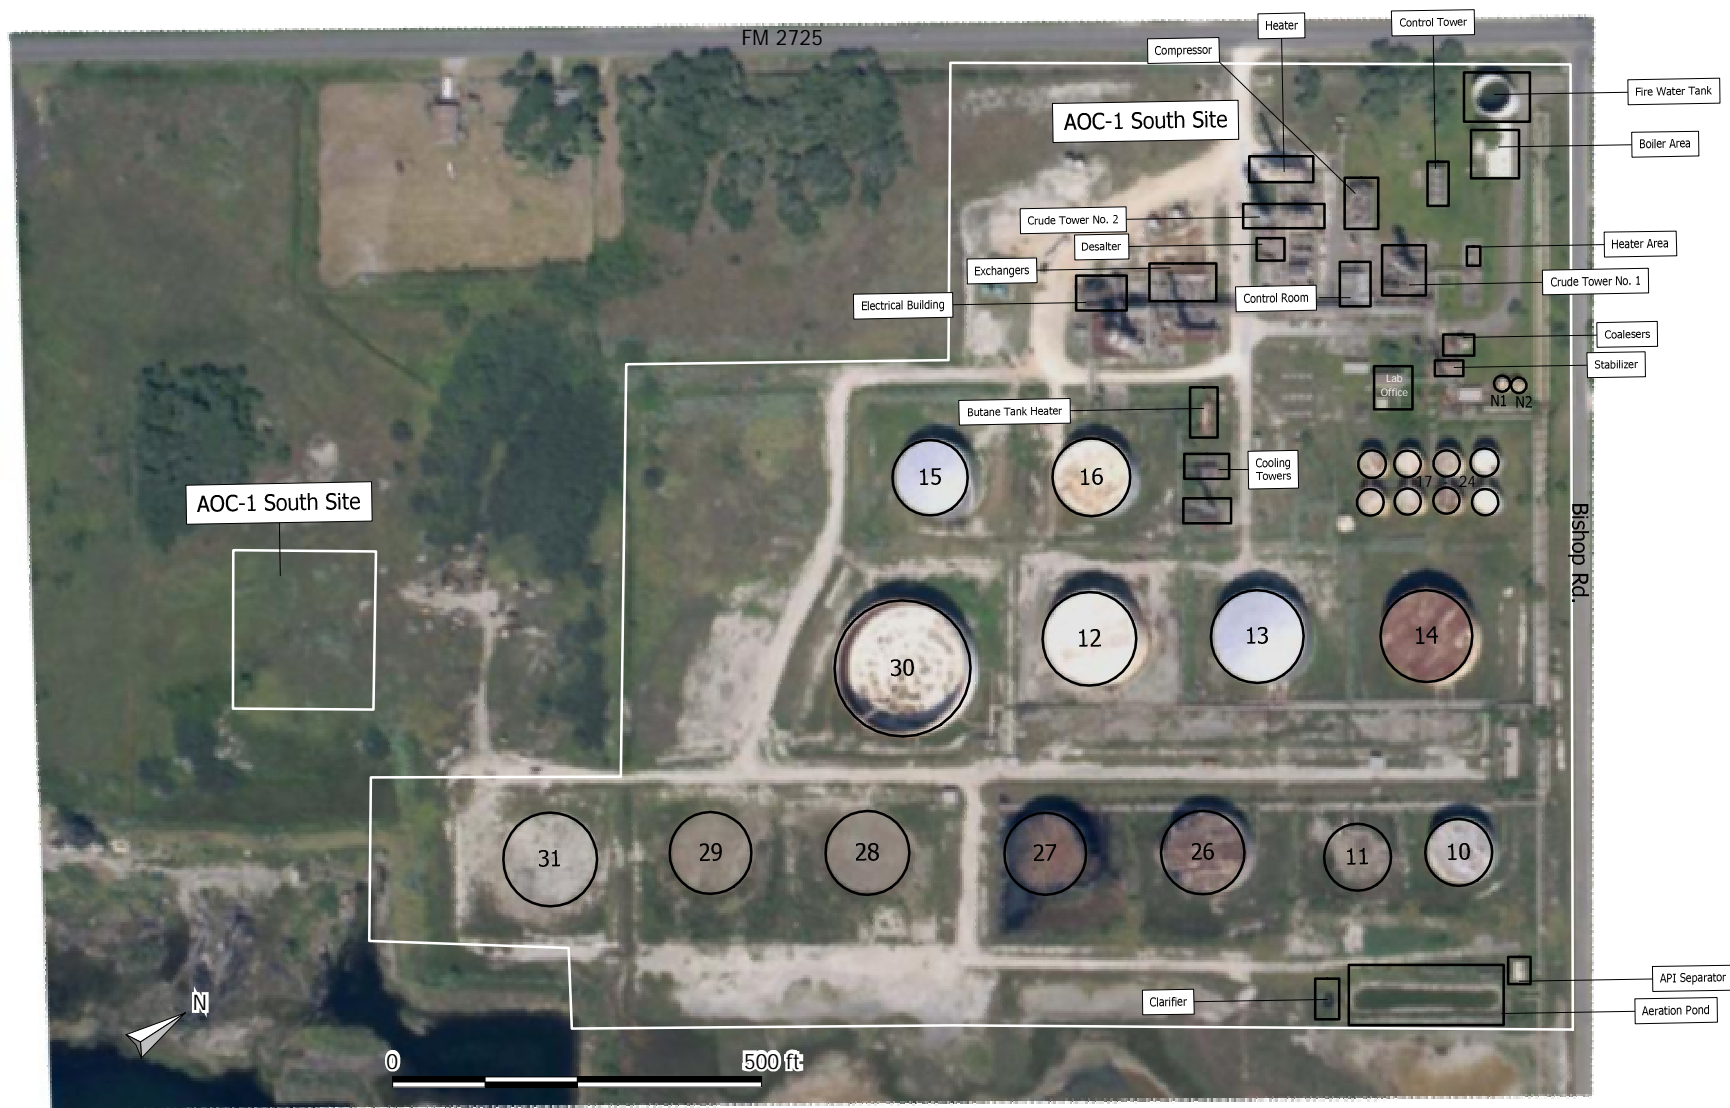 FM 2725
Heater
Control Tower
Compressor
Fire Water Tank
AOC-1 South Site
Boiler Area
Crude Tower No. 2
Desalter
Heater Area
Exchangers
Crude Tower No. 1
Electrical Building
Control Room
Coalesers
Stabilizer
Lab
Office
N1
N2
Butane Tank Heater
15
16
Cooling
Towers
17 - 24
AOC-1 South Site
Bishop Rd.
30
12
13
14
31
29
28
27
26
11
10
API Separator
Clarifier
Aeration Pond
N
0
500 ft